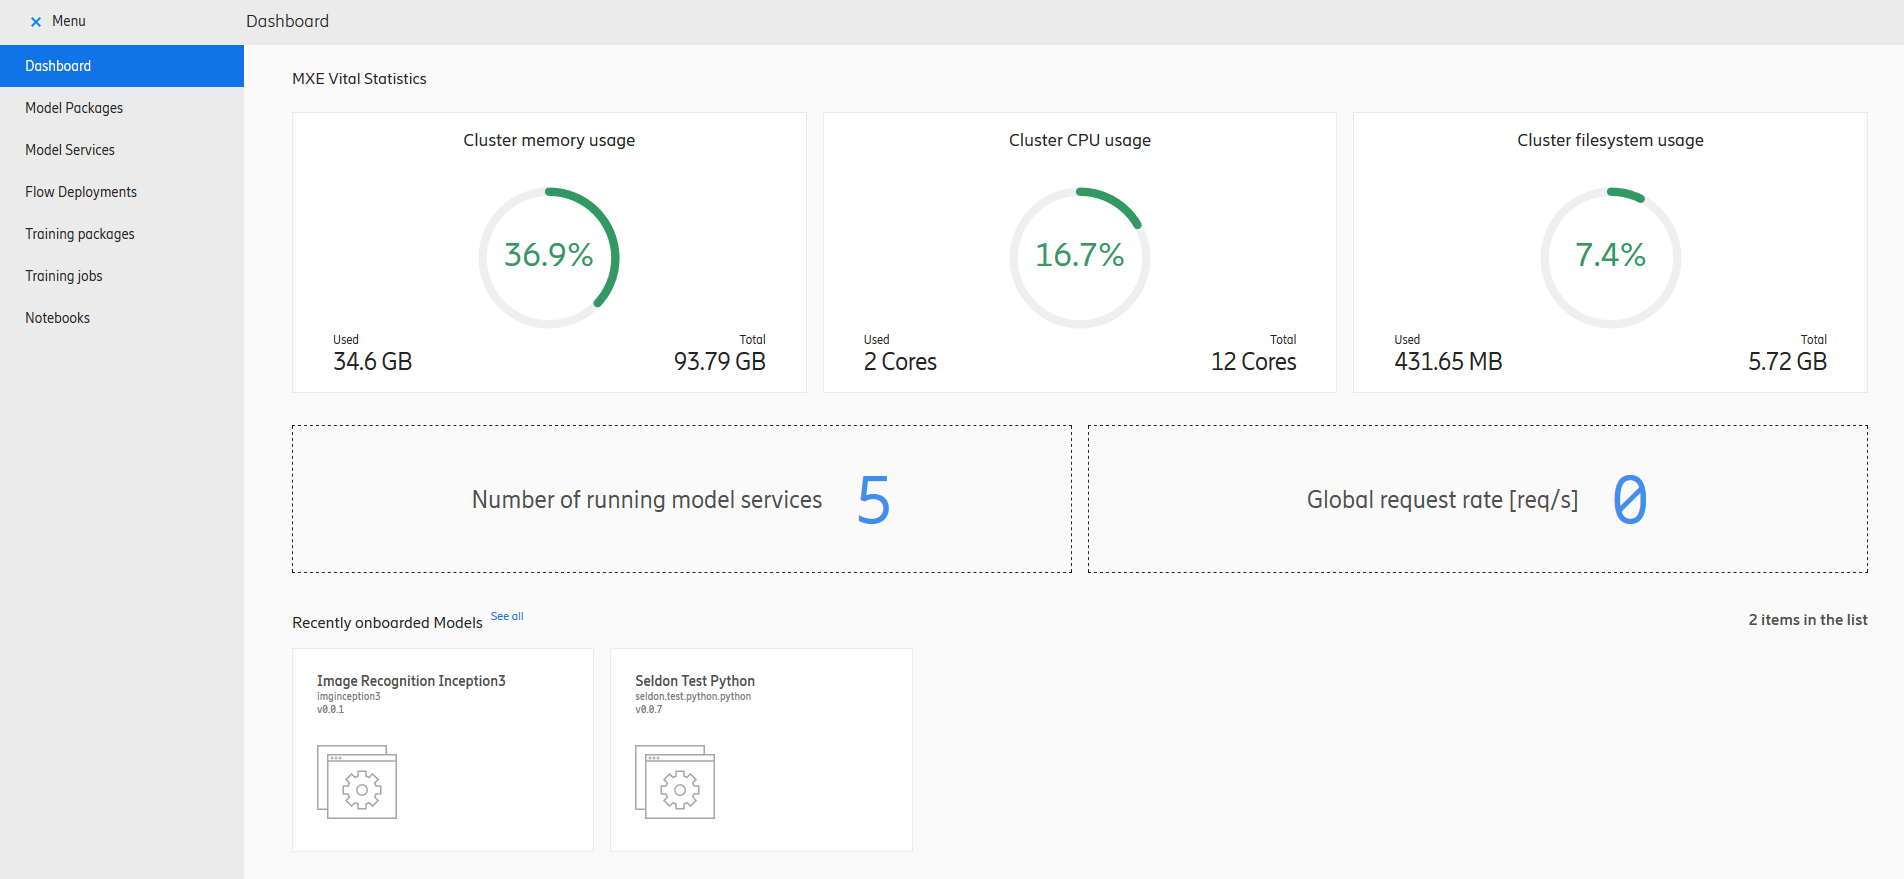 Menu
Dashboard
Dashboard
Model Packages
Model Services
Flow Deployments
Training packages
Training jobs
Notebooks
MXE Vital Statistics
Cluster memory usage
36.9%
Used
Total
34.6 GB
93.79 GB
Cluster CPU usage
16.7%
Used
Total
2 Cores
12 Cores
Cluster filesystem usage
7.4%
Used
Total
431.65 MB
5.72 GB
Number of running model services 5
Global request rate [req/s] 0
Recently onboarded Models See all
2 items in the list
Image Recognition Inception3
imginception3
v0.0.1
Seldon Test Python
seldon.test.python.python
v0.0.7